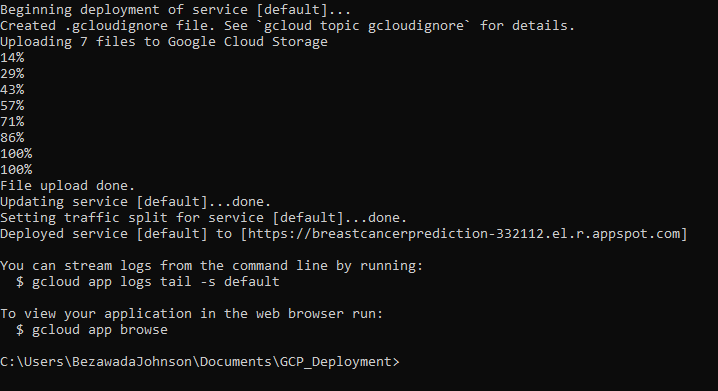 Beginning deployment of service [default]...
Created .gcloudignore file. See `gcloud topic gcloudignore` for details.
Uploading 7 files to Google Cloud Storage
14%
29%
43%
57%
71%
86%
100%
100%
File upload done.
Updating service [default]...done.
Setting traffic split for service [default]...done.
Deployed service [default] to [https://breastcancerprediction-332112.el.r.appspot.com]
You can stream logs from the command line by running:
$ gcloud app logs tail -s default
To view your application in the web browser run:
$ gcloud app browse
C:\Users\BezawadaJohnson\Documents\GCP_Deployment>